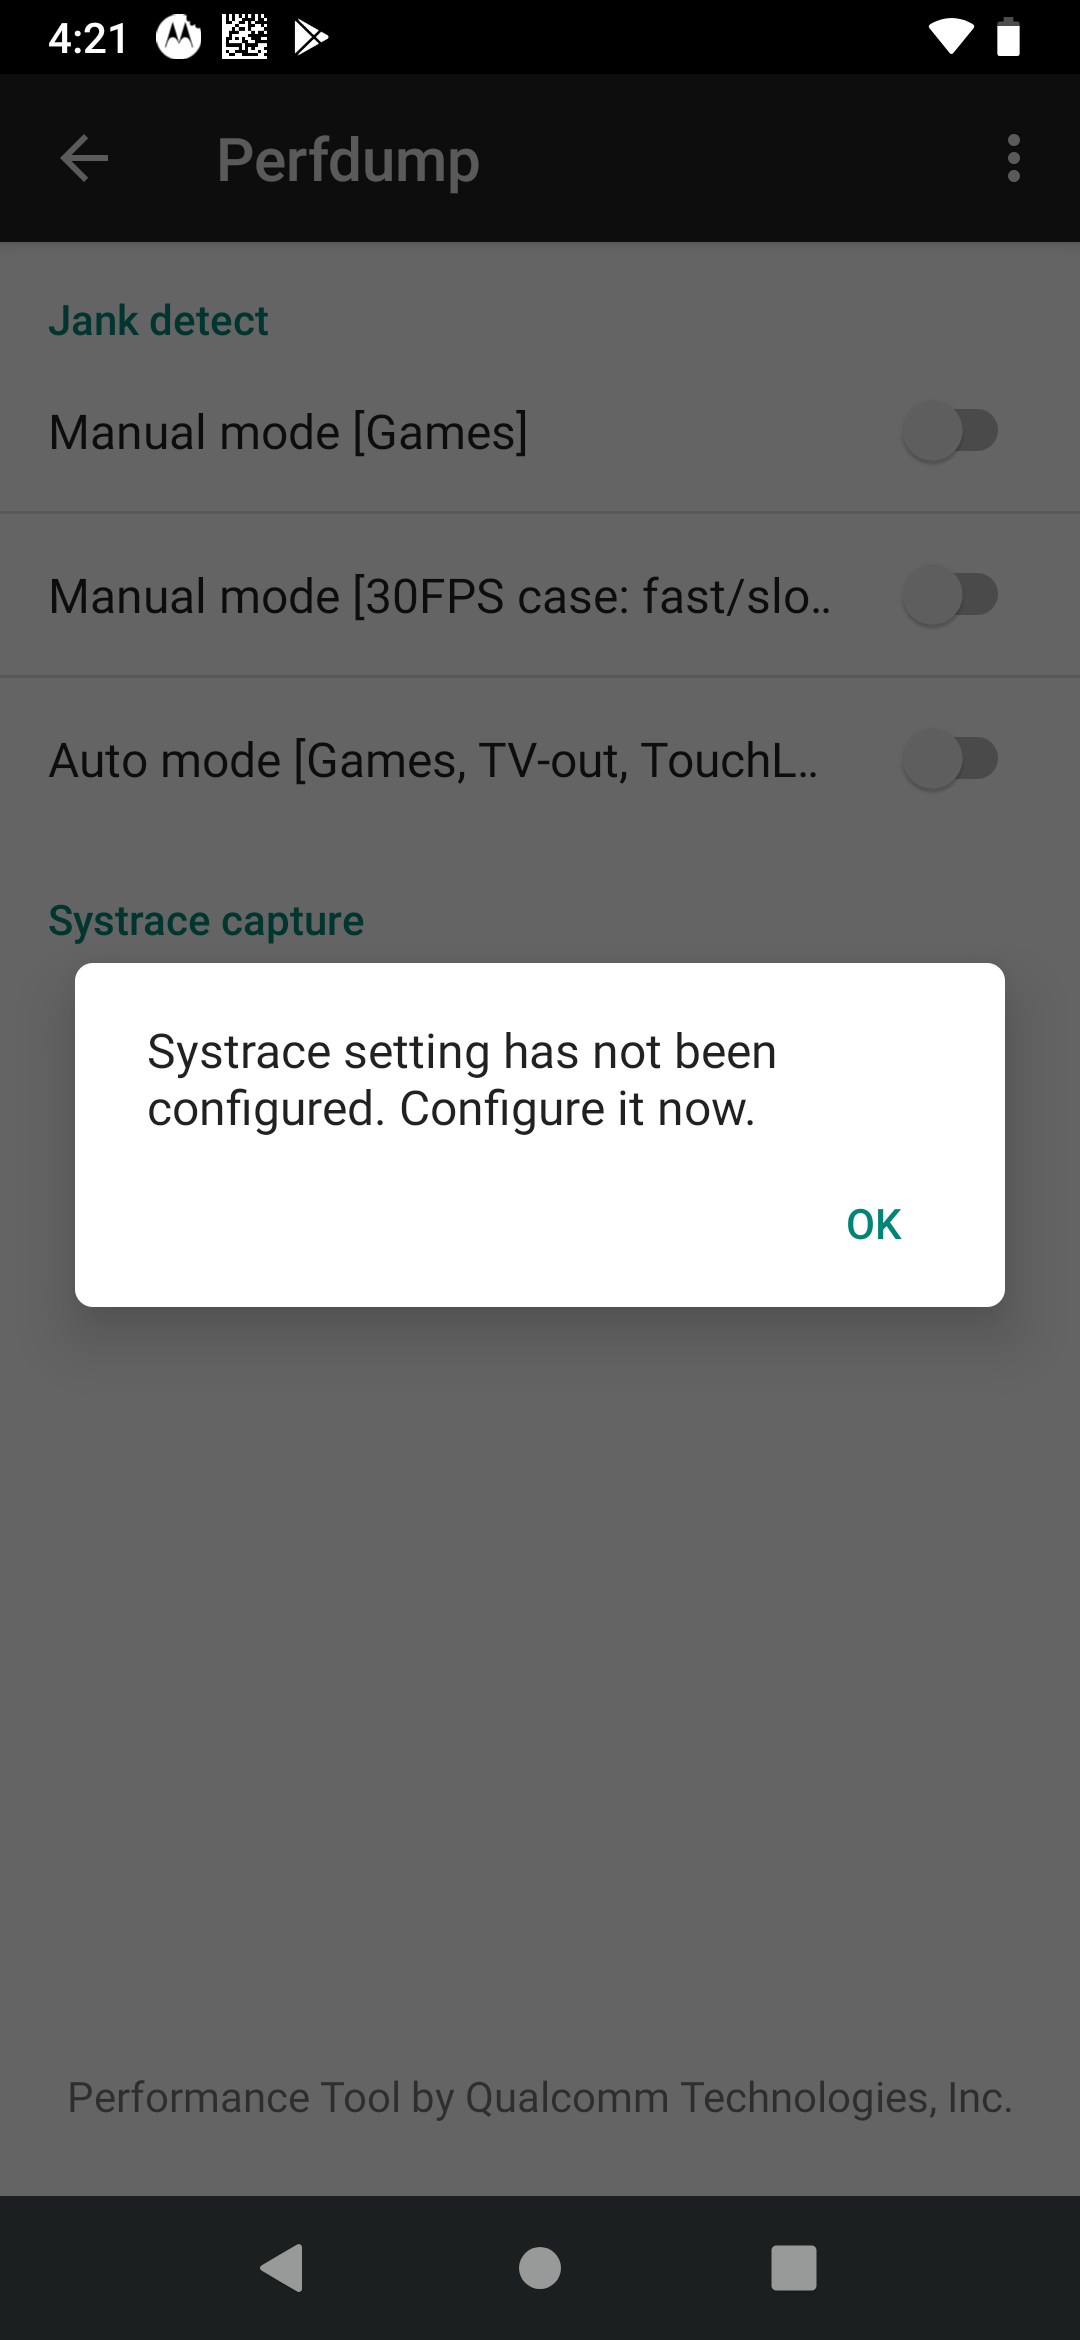 4:21
Perfdump
Jank detect
Manual mode [Games]
Manual mode [30FPS case: fast/slo..
Auto mode [Games, TV-out, TouchL..
Systrace capture
Systrace setting has not been
configured. Configure it now.
OK
Performance Tool by Qualcomm Technologies, Inc.